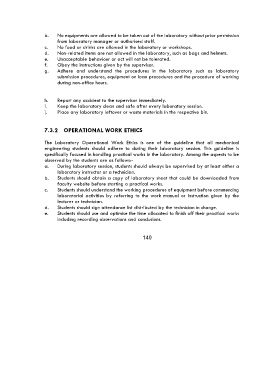 b. No equipments are allowed to be taken out of the laboratory without prior permission
from laboratory manager or authorised staff.
c. No food or drinks are allowed in the laboratory or workshops.
d. Non-related items are not allowed in the laboratory, such as bags and helmets.
e. Unacceptable behaviour or act will not be tolerated.
f. Obey the instructions given by the supervisor.
g. Adhere and understand the procedures in the laboratory such as laboratory
submission procedures, equipment on loan procedures and the procedure of working
during non-office hours.
h. Report any accident to the supervisor immediately.
i. Keep the laboratory clean and safe after every laboratory session.
j. Place any laboratory leftover or waste materials in the respective bin.
7.3.2 OPERATIONAL WORK ETHICS
The Laboratory Operational Work Ethics is one of the guideline that all mechanical
engineering students should adhere to during their laboratory session. This guideline is
specifically focused in handling practical works in the laboratory. Among the aspects to be
observed by the students are as follows:-
a. During laboratory session, students should always be supervised by at least either a
laboratory instructor or a technician.
b. Students should obtain a copy of laboratory sheet that could be downloaded from
faculty website before starting a practical works.
c. Students should understand the working procedures of equipment before commencing
laboratorial activities by referring to the work manual or instruction given by the
lecturer or technician.
d. Students should sign attendance list distributed by the technician in charge.
e. Students should use and optimise the time allocated to finish off their practical works
including recording observations and conclusions.
140